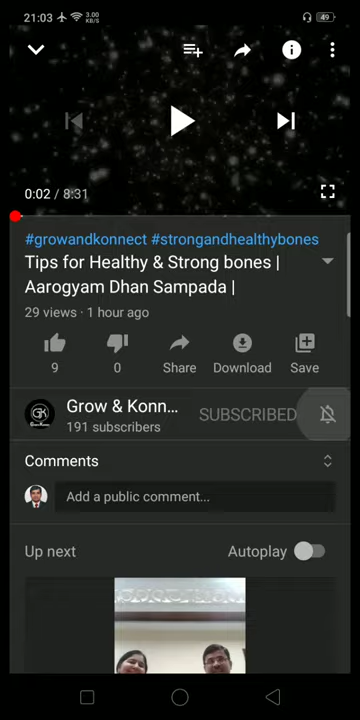 21:03
3.00 KB/S
49
0:02 / 8:31
#growandkonnect #strongandhealthybones
Tips for Healthy & Strong bones |
Aarogyam Dhan Sampada |
29 views · 1 hour ago
9
0
Share
Download
Save
GK
Grow & Konn...
SUBSCRIBED
191 subscribers
Comments
Add a public comment...
Up next
Autoplay